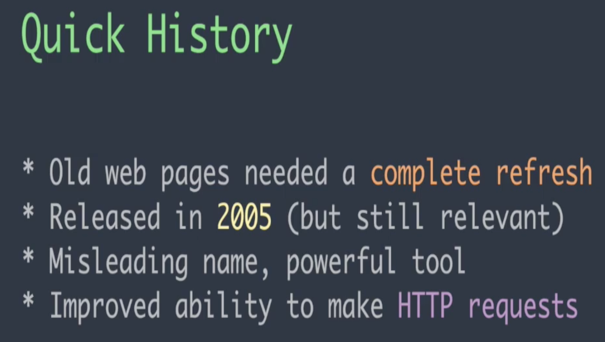 Quick History
* Old web pages needed a complete refresh
* Released in 2005 (but still relevant)
* Misleading name, powerful tool
* Improved ability to make HTTP requests